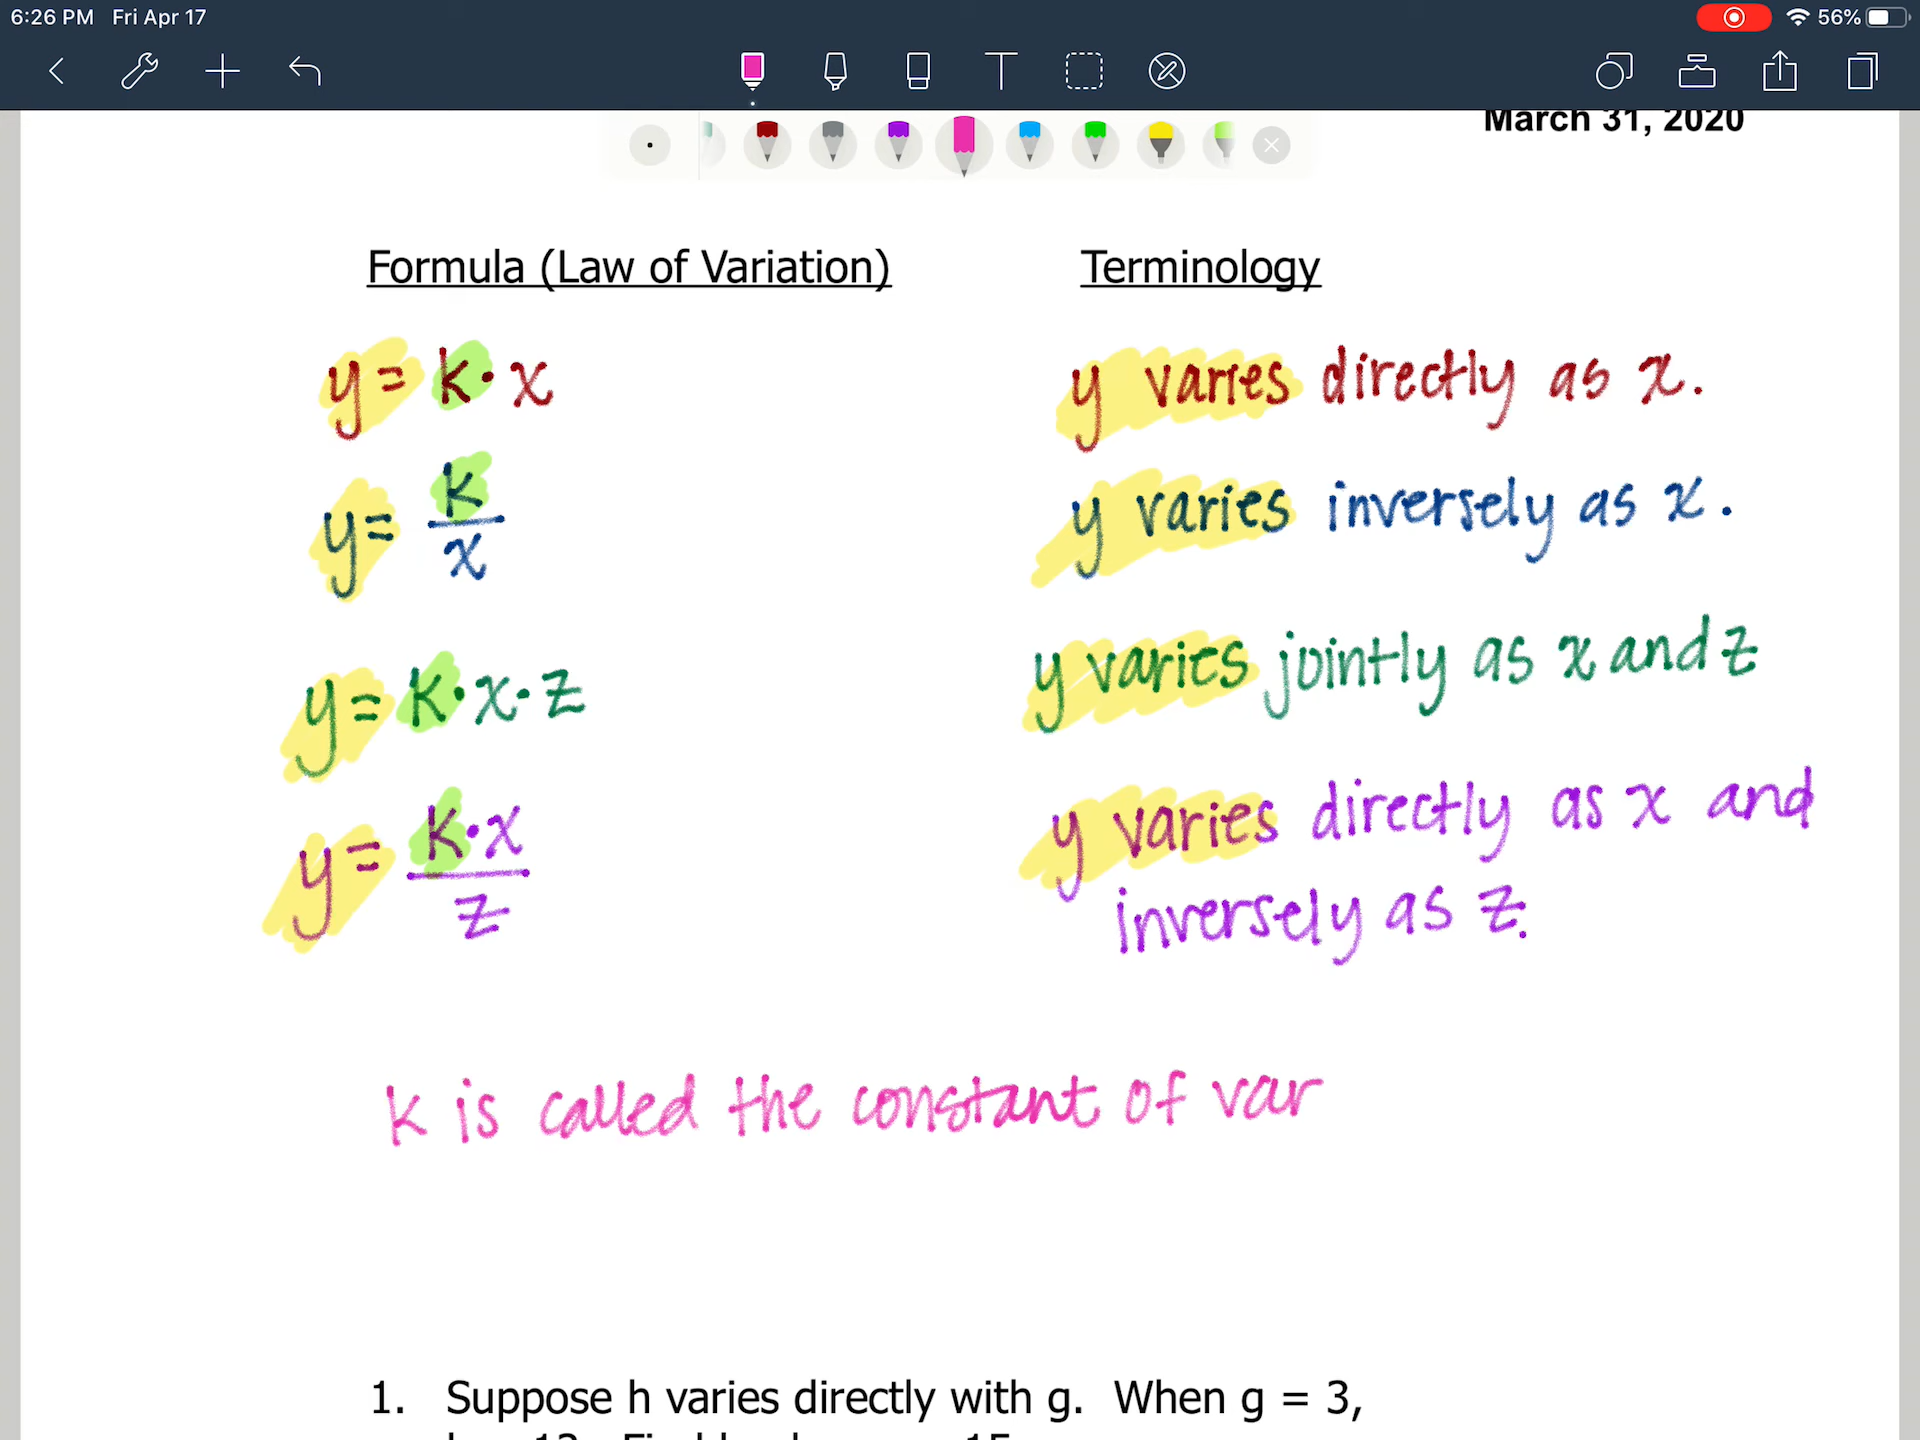 6:26 PM Fri Apr 17
56%
March 31, 2020
Formula (Law of Variation)
Terminology
y = k · x
y varies directly as x.
y = k/x
y varies inversely as x.
y = k · x · z
y varies jointly as x and z
y = k · x / z
y varies directly as x and
inversely as z.
k is called the constant of var
1. Suppose h varies directly with g. When g = 3,